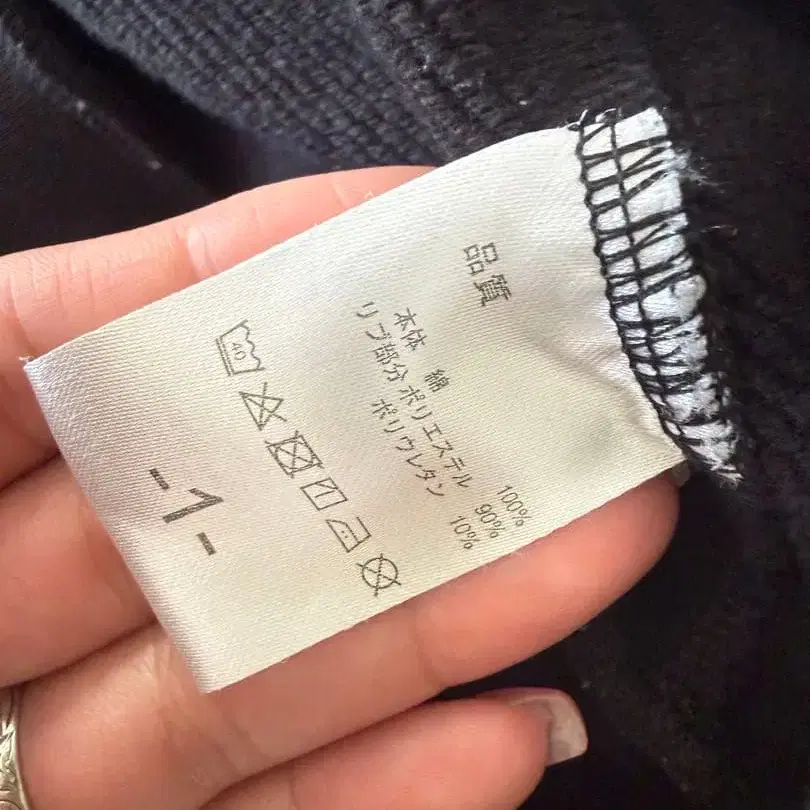 品質
本体 綿 100%
リブ部分 ポリエステル 90%
ポリウレタン 10%
40
-1-